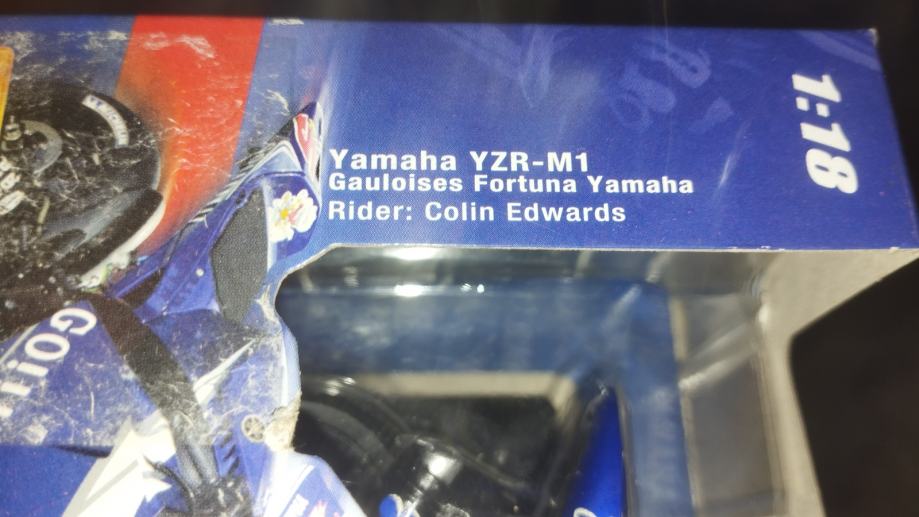 Yamaha YZR-M1
Gauloises Fortuna Yamaha
Rider: Colin Edwards
1:18